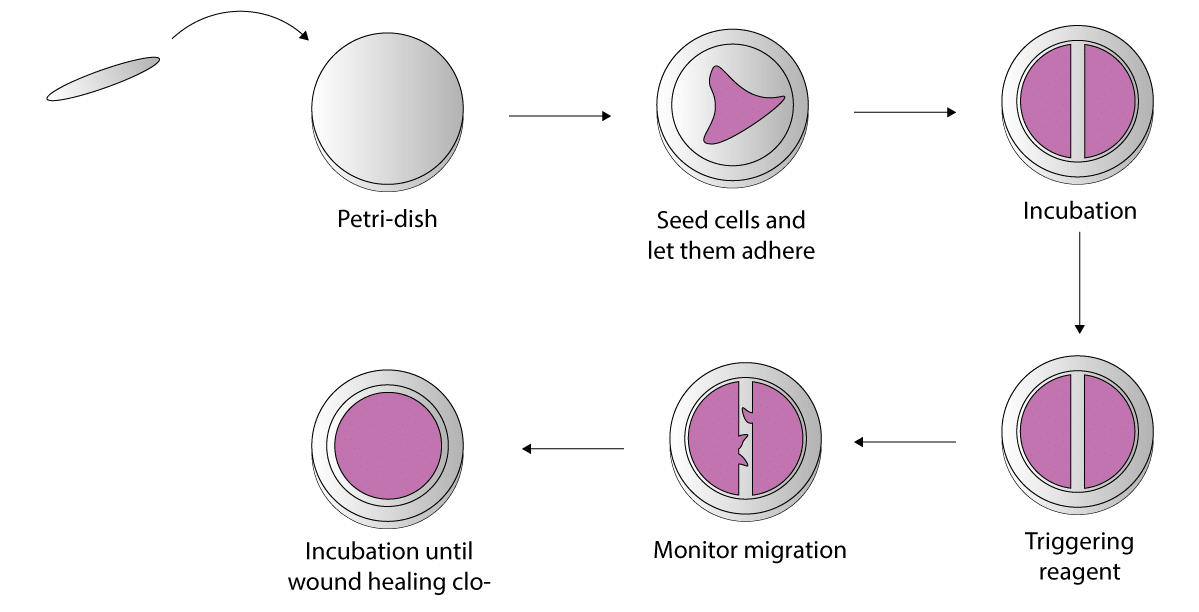 Petri-dish
Seed cells and
let them adhere
Incubation
Triggering
reagent
Monitor migration
Incubation until
wound healing clo-